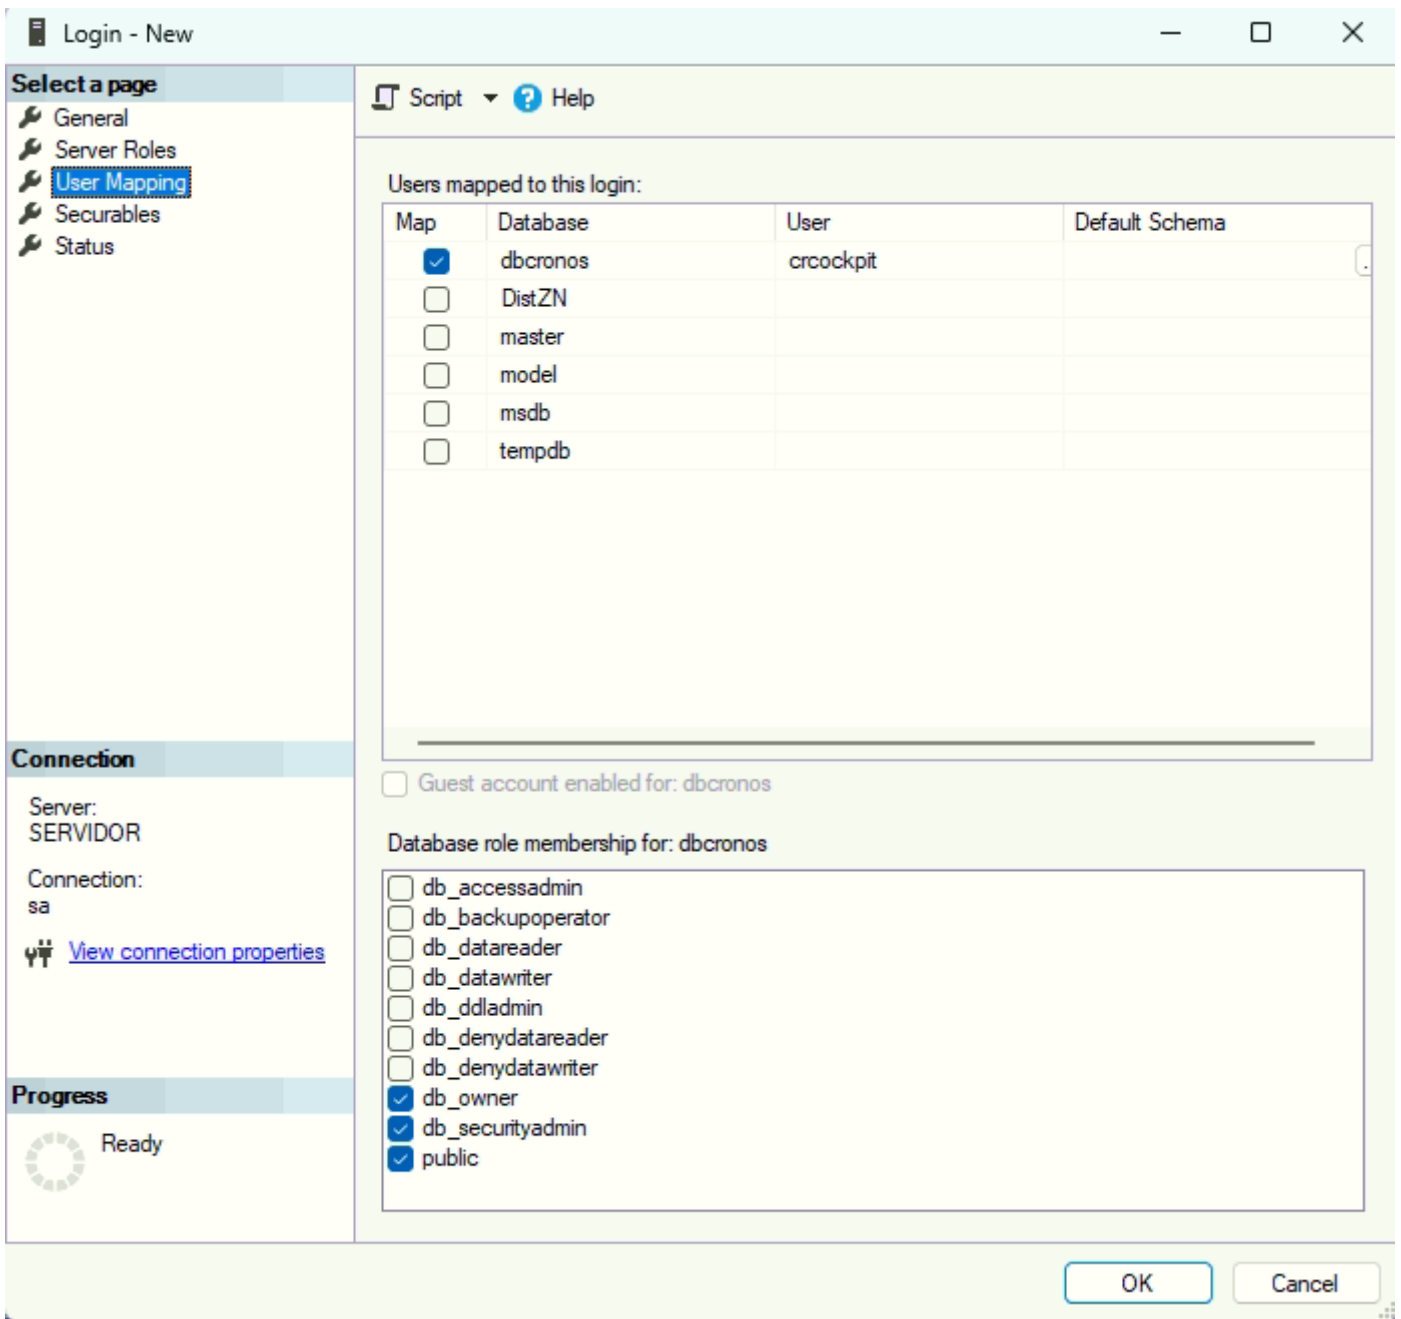 Login - New
Select a page
General
Server Roles
User Mapping
Securables
Status
Script Help
Users mapped to this login:
Map Database User Default Schema
dbcronos crcockpit .
DistZN
master
model
msdb
tempdb
Guest account enabled for: dbcronos
Database role membership for: dbcronos
db_accessadmin
db_backupoperator
db_datareader
db_datawriter
db_ddladmin
db_denydatareader
db_denydatawriter
db_owner
db_securityadmin
public
Connection
Server:
SERVIDOR
Connection:
sa
View connection properties
Progress
Ready
OK Cancel